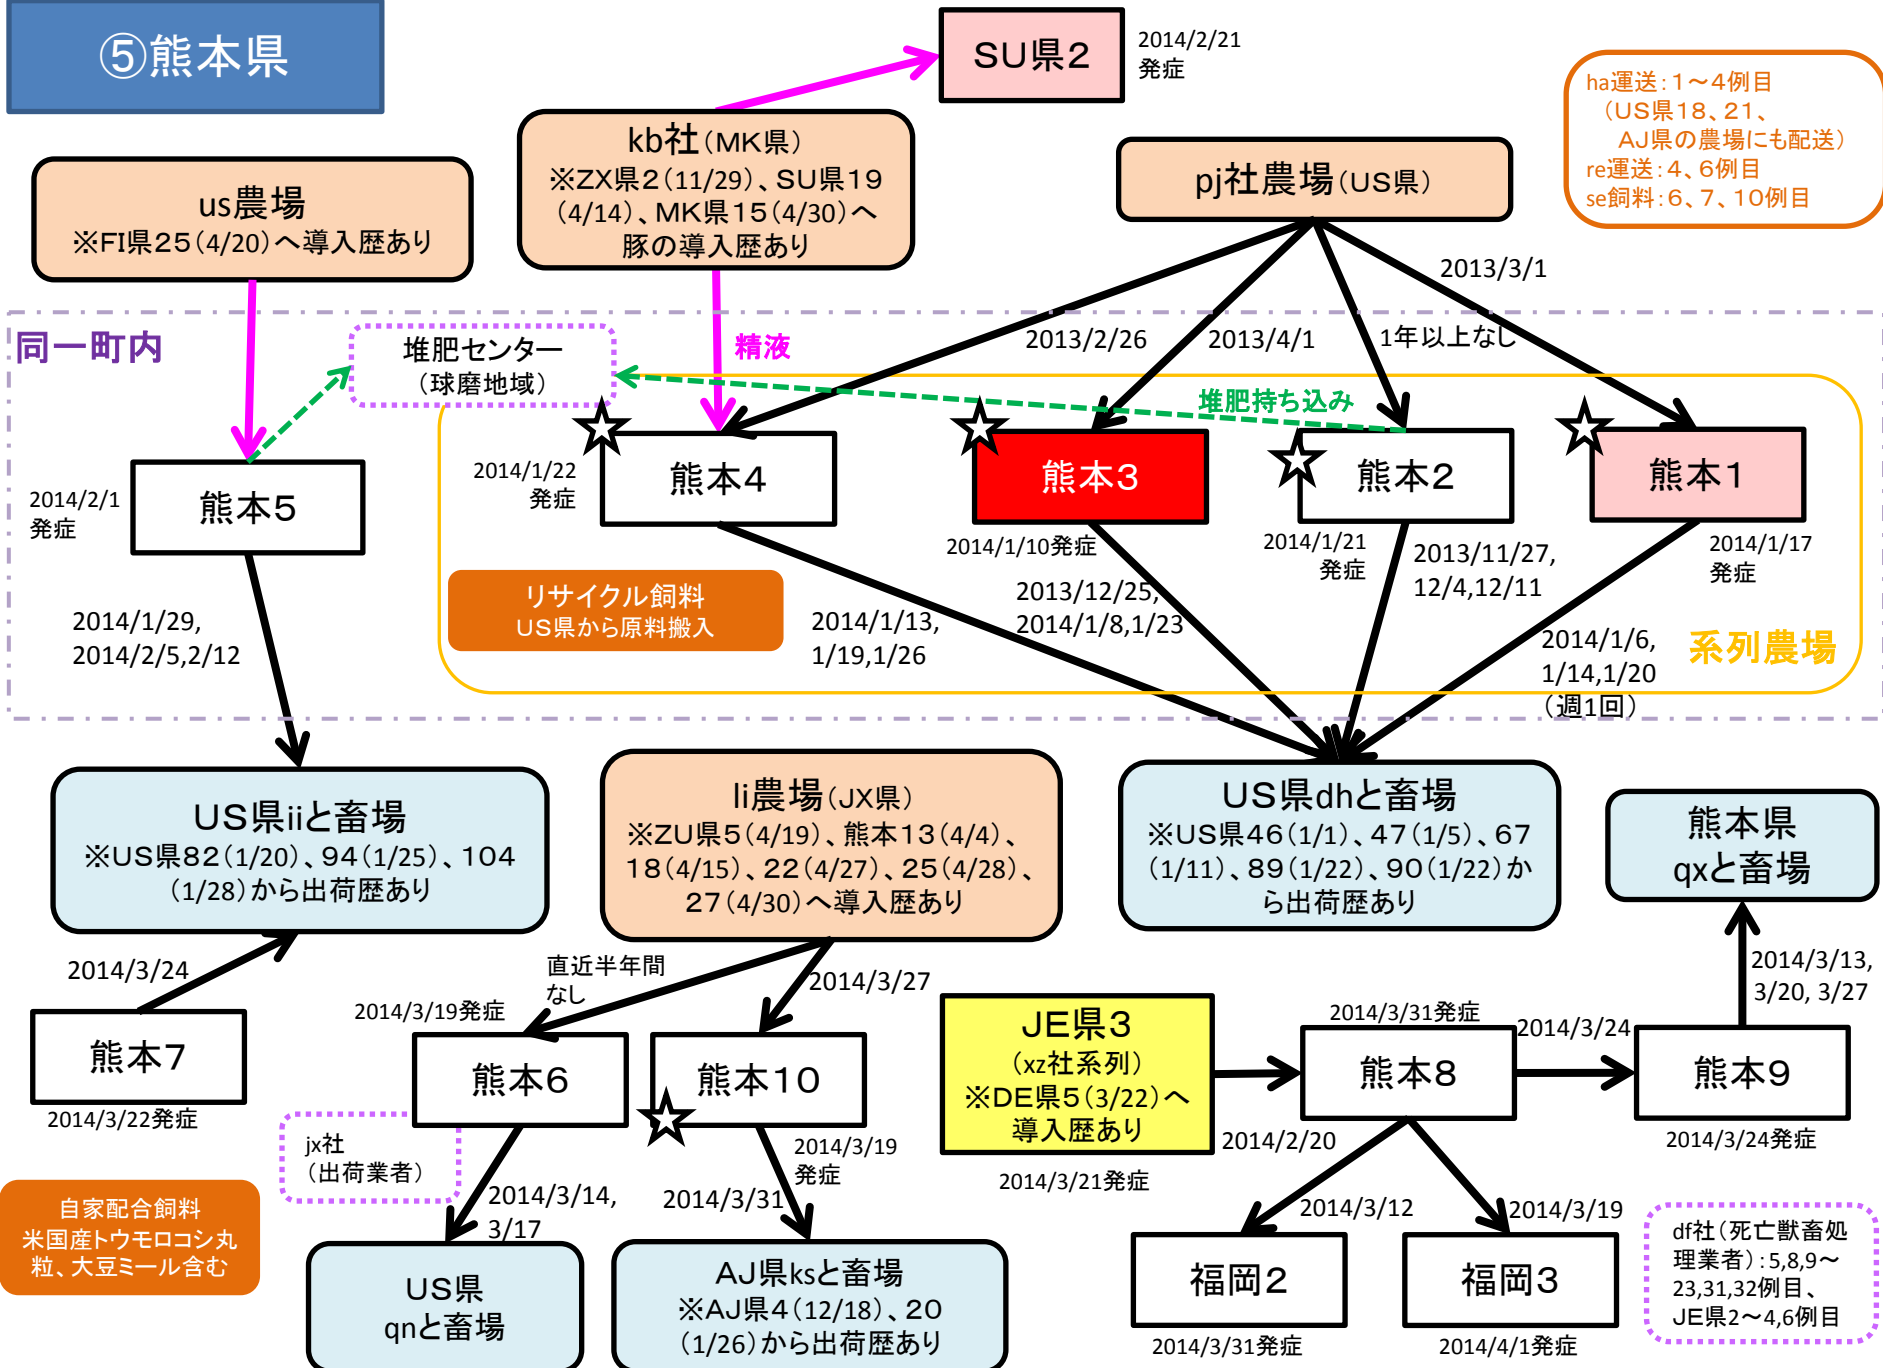 ⑤熊本県
SU県2
2014/2/21
発症
ha運送:1～4例目
(US県18、21、
AJ県の農場にも配送)
re運送:4、6例目
se飼料:6、7、10例目
us農場
※FI県25(4/20)へ導入歴あり
kb社(MK県)
※ZX県2(11/29)、SU県19
(4/14)、MK県15(4/30)へ
豚の導入歴あり
pj社農場(US県)
2013/3/1
同一町内
堆肥センター
(球磨地域)
精液
2013/2/26
2013/4/1
1年以上なし
堆肥持ち込み
2014/2/1
発症
熊本5
2014/1/22
発症
熊本4
熊本3
2014/1/10発症
熊本2
2014/1/21
発症
熊本1
2014/1/17
発症
リサイクル飼料
US県から原料搬入
2014/1/29,
2014/2/5,2/12
2014/1/13,
1/19,1/26
2013/12/25,
2014/1/8,1/23
2013/11/27,
12/4,12/11
2014/1/6,
1/14,1/20
(週1回)
系列農場
US県iiと畜場
※US県82(1/20)、94(1/25)、104
(1/28)から出荷歴あり
li農場(JX県)
※ZU県5(4/19)、熊本13(4/4)、
18(4/15)、22(4/27)、25(4/28)、
27(4/30)へ導入歴あり
US県dhと畜場
※US県46(1/1)、47(1/5)、67
(1/11)、89(1/22)、90(1/22)か
ら出荷歴あり
熊本県
qxと畜場
2014/3/24
熊本7
2014/3/22発症
直近半年間
なし
2014/3/27
2014/3/19発症
熊本6
熊本10
2014/3/19
発症
jx社
(出荷業者)
2014/3/14,
3/17
2014/3/31
JE県3
(xz社系列)
※DE県5(3/22)へ
導入歴あり
2014/3/21発症
2014/2/20
2014/3/31発症
熊本8
2014/3/24
熊本9
2014/3/24発症
2014/3/13,
3/20, 3/27
自家配合飼料
米国産トウモロコシ丸
粒、大豆ミール含む
US県
qnと畜場
AJ県ksと畜場
※AJ県4(12/18)、20
(1/26)から出荷歴あり
2014/3/12
2014/3/19
福岡2
2014/3/31発症
福岡3
2014/4/1発症
df社(死亡獣畜処
理業者):5,8,9～
23,31,32例目、
JE県2～4,6例目